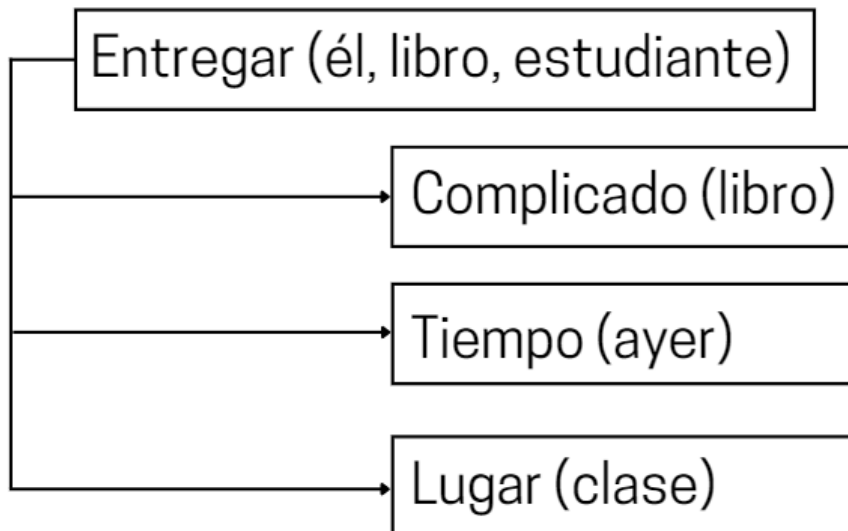 Entregar (él, libro, estudiante)
Complicado (libro)
Tiempo (ayer)
Lugar (clase)